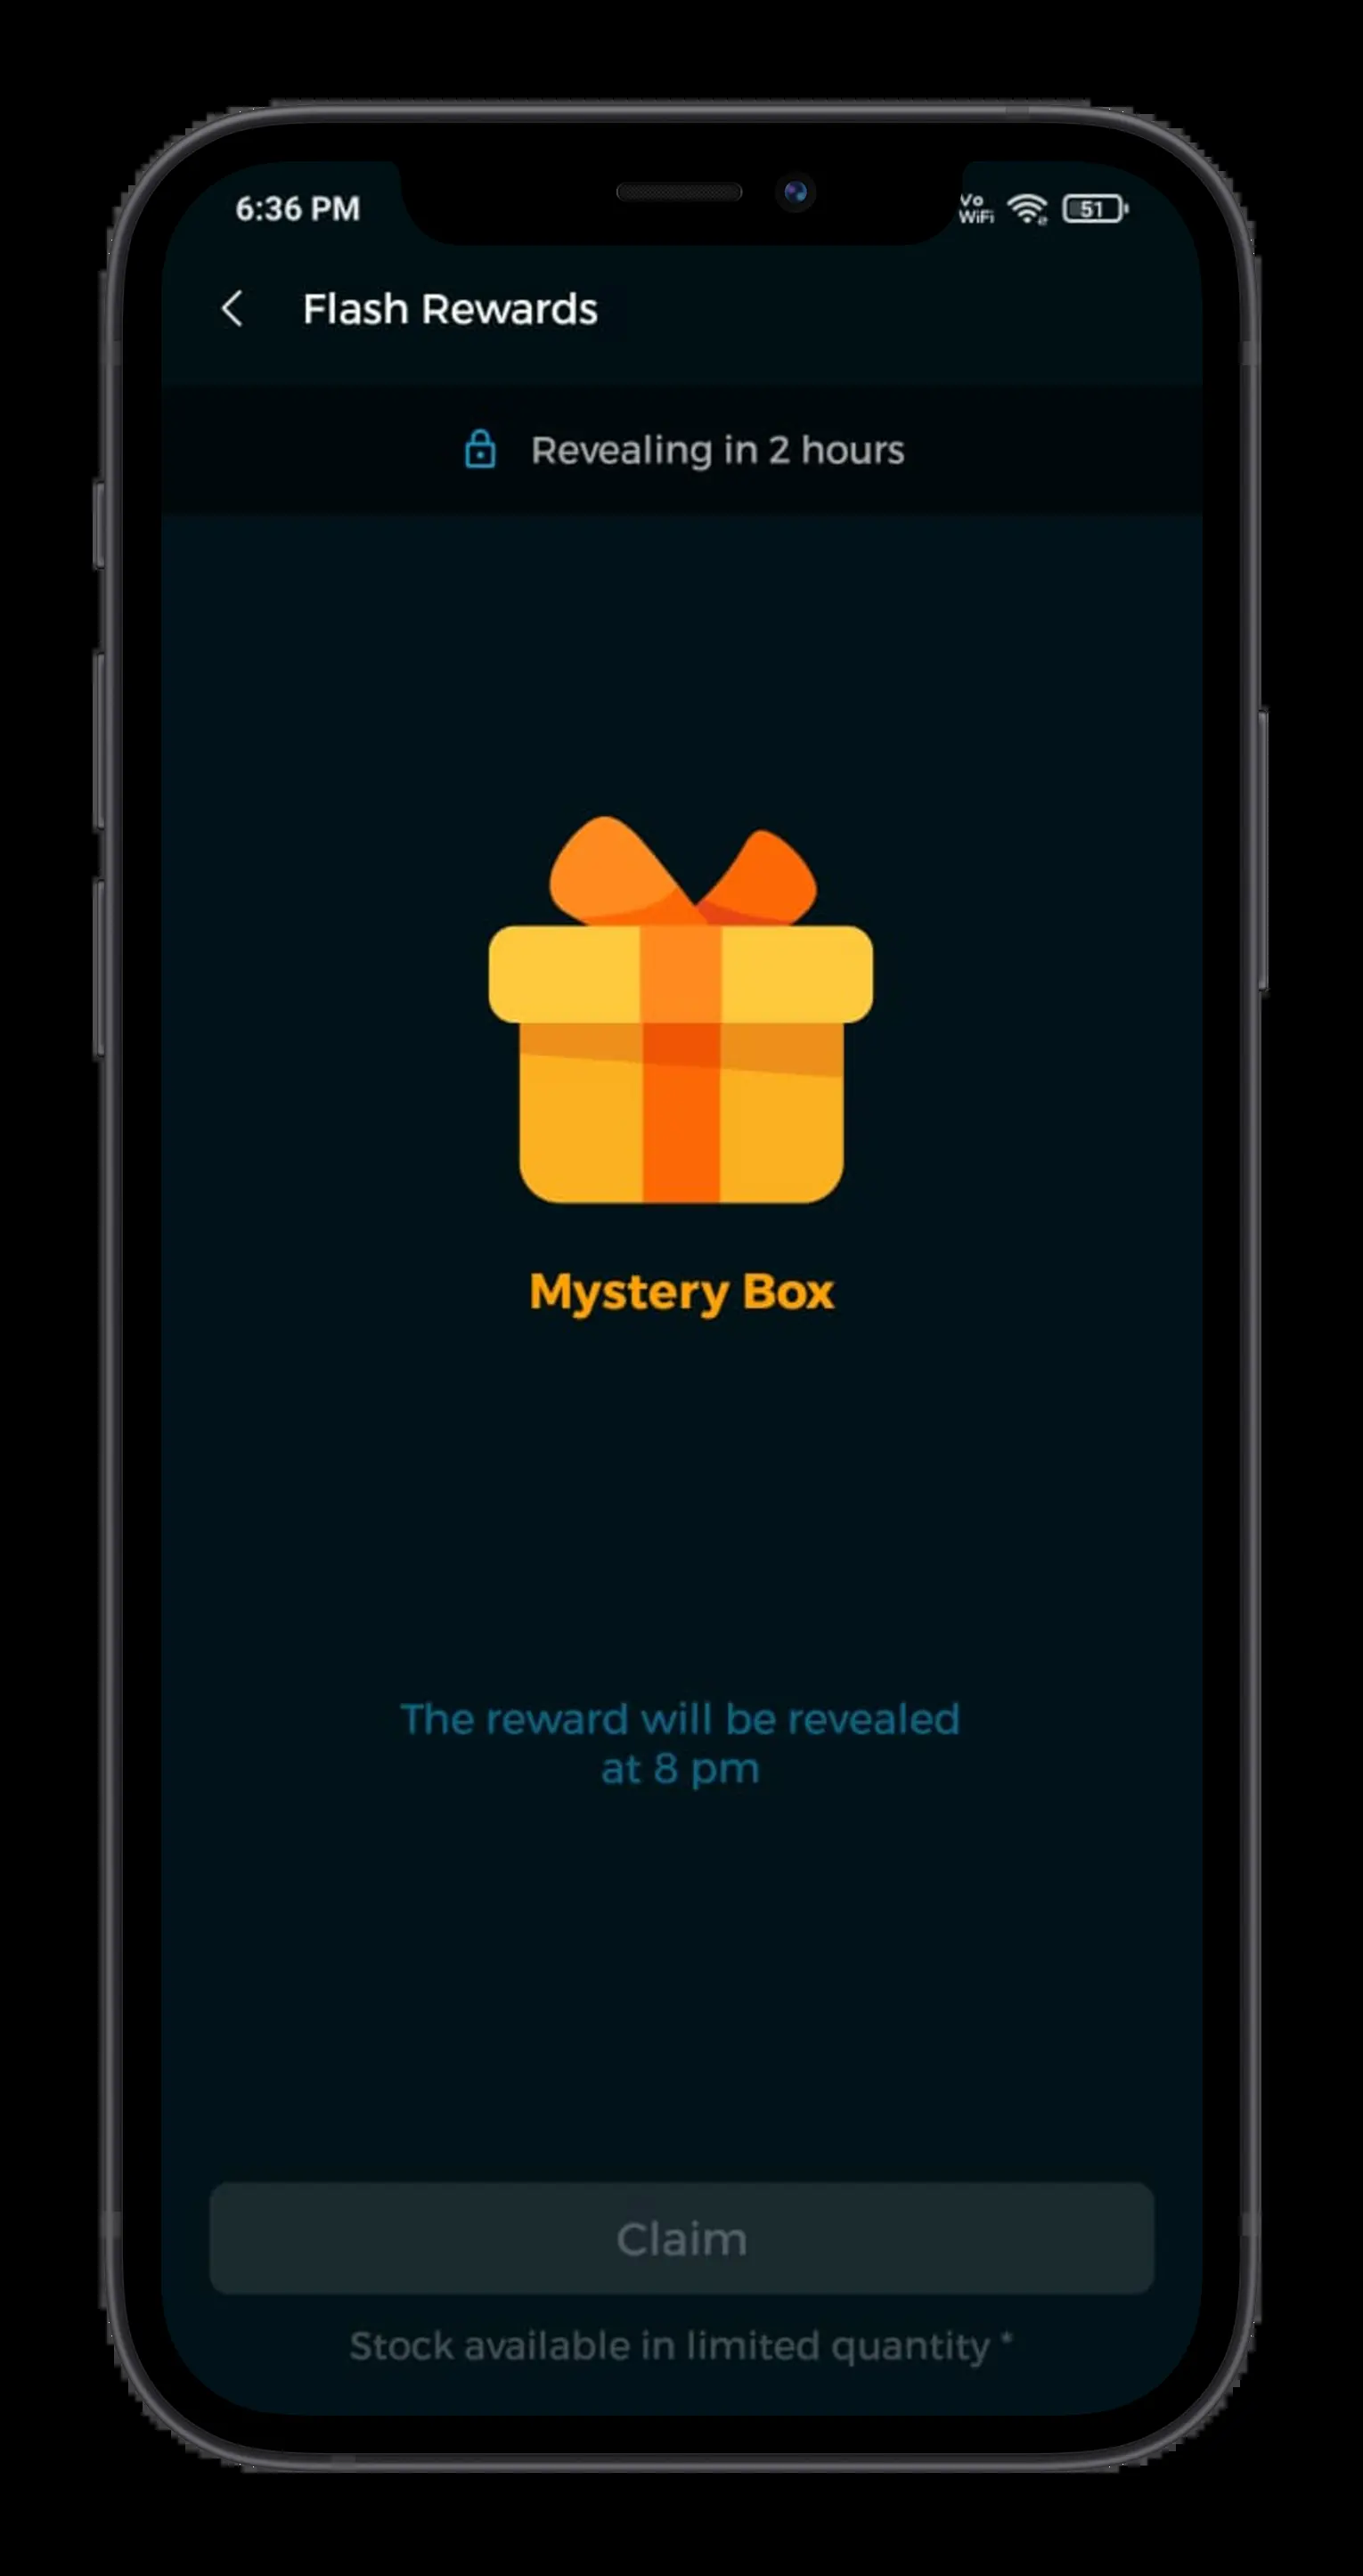 6:36 PM
Vo
WiFi
51
Flash Rewards
Revealing in 2 hours
Mystery Box
The reward will be revealed
at 8 pm
Claim
Stock available in limited quantity *